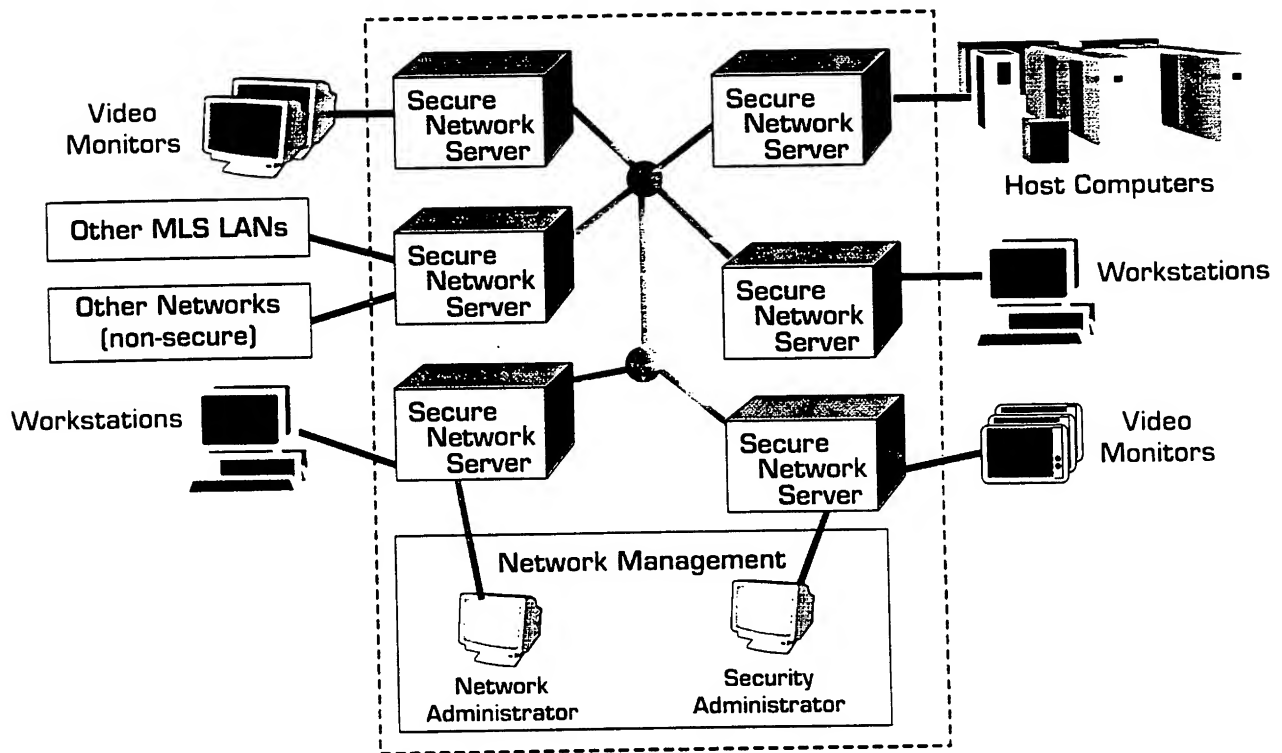 Video
Monitors
Secure
Network
Server
Secure
Network
Server
Host Computers
Other MLS LANs
Other Networks
(non-secure)
Secure
Network
Server
Secure
Network
Server
Workstations
Workstations
Secure
Network
Server
Secure
Network
Server
Video
Monitors
Network Management
Network
Administrator
Security
Administrator